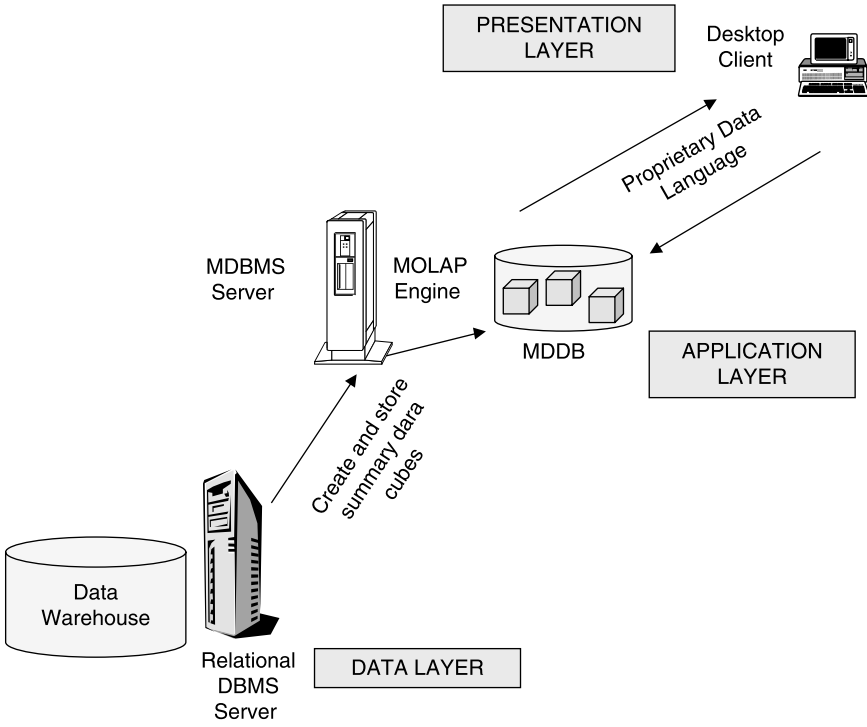 PRESENTATION
LAYER
Desktop
Client
Proprietary Data
Language
MDBMS
Server
MOLAP
Engine
MDDB
APPLICATION
LAYER
Create and store
summary dara
cubes
Data
Warehouse
Relational
DBMS
Server
DATA LAYER